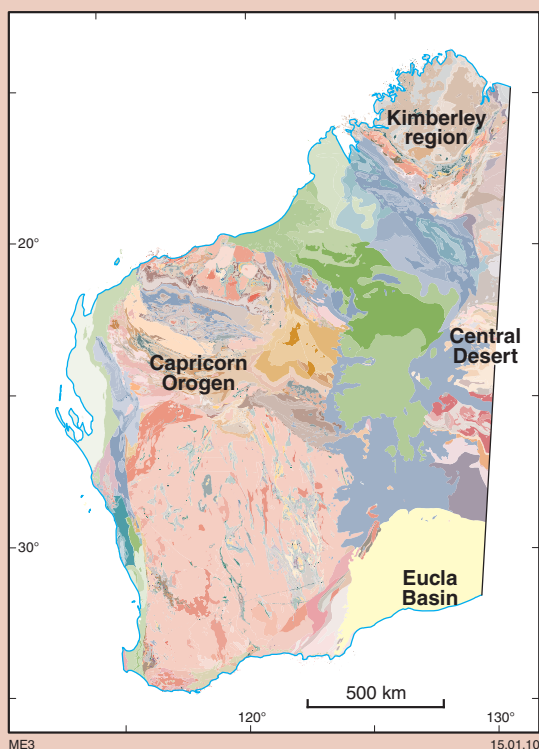 Kimberley
region
20°
Central
Desert
Capricorn
Orogen
30°
Eucla
Basin
500 km
120°
130°
ME3
15.01.10